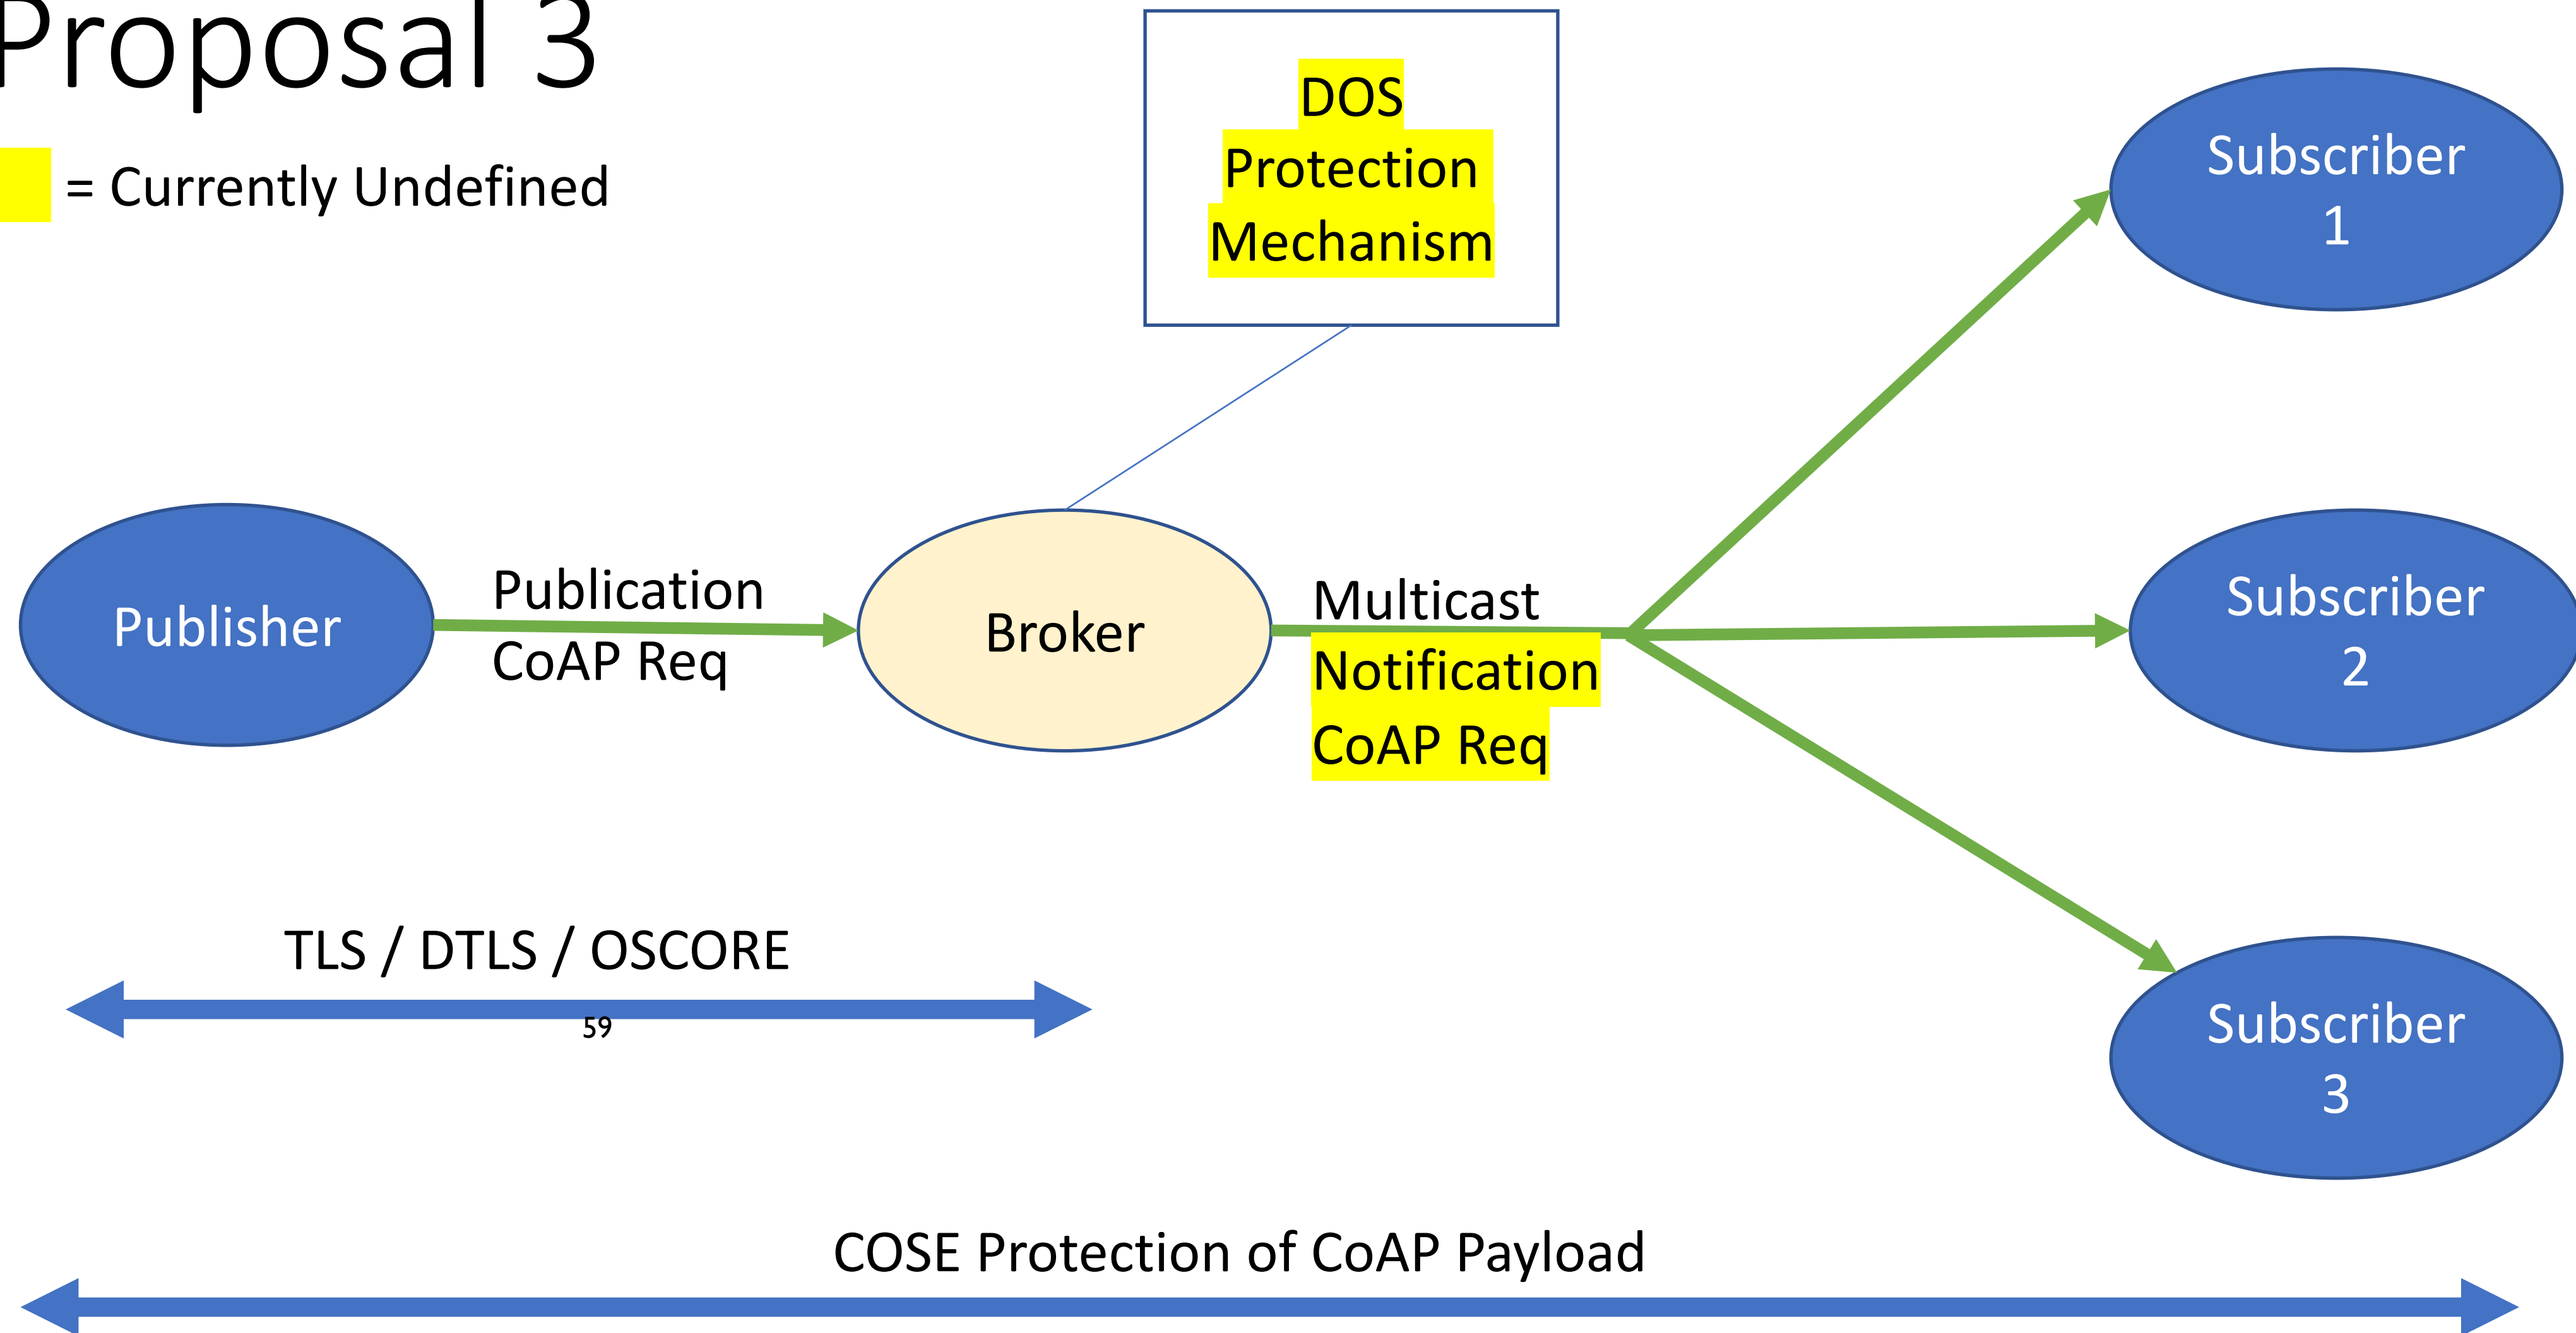 Proposal 3
= Currently Undefined
DOS
Protection
Mechanism
Subscriber
1
Publisher
Publication
CoAP Req
Broker
Multicast
Notification
CoAP Req
Subscriber
2
TLS / DTLS / OSCORE
59
Subscriber
3
COSE Protection of CoAP Payload